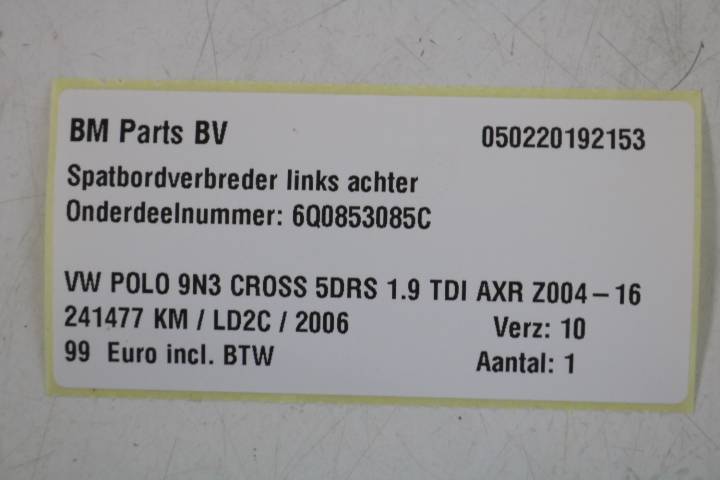 BM Parts BV 050220192153
Spatbordverbreder links achter
Onderdeelnummer: 6Q0853085C
VW POLO 9N3 CROSS 5DRS 1.9 TDI AXR Z004-16
241477 KM / LD2C / 2006 Verz: 10
99 Euro incl. BTW Aantal: 1